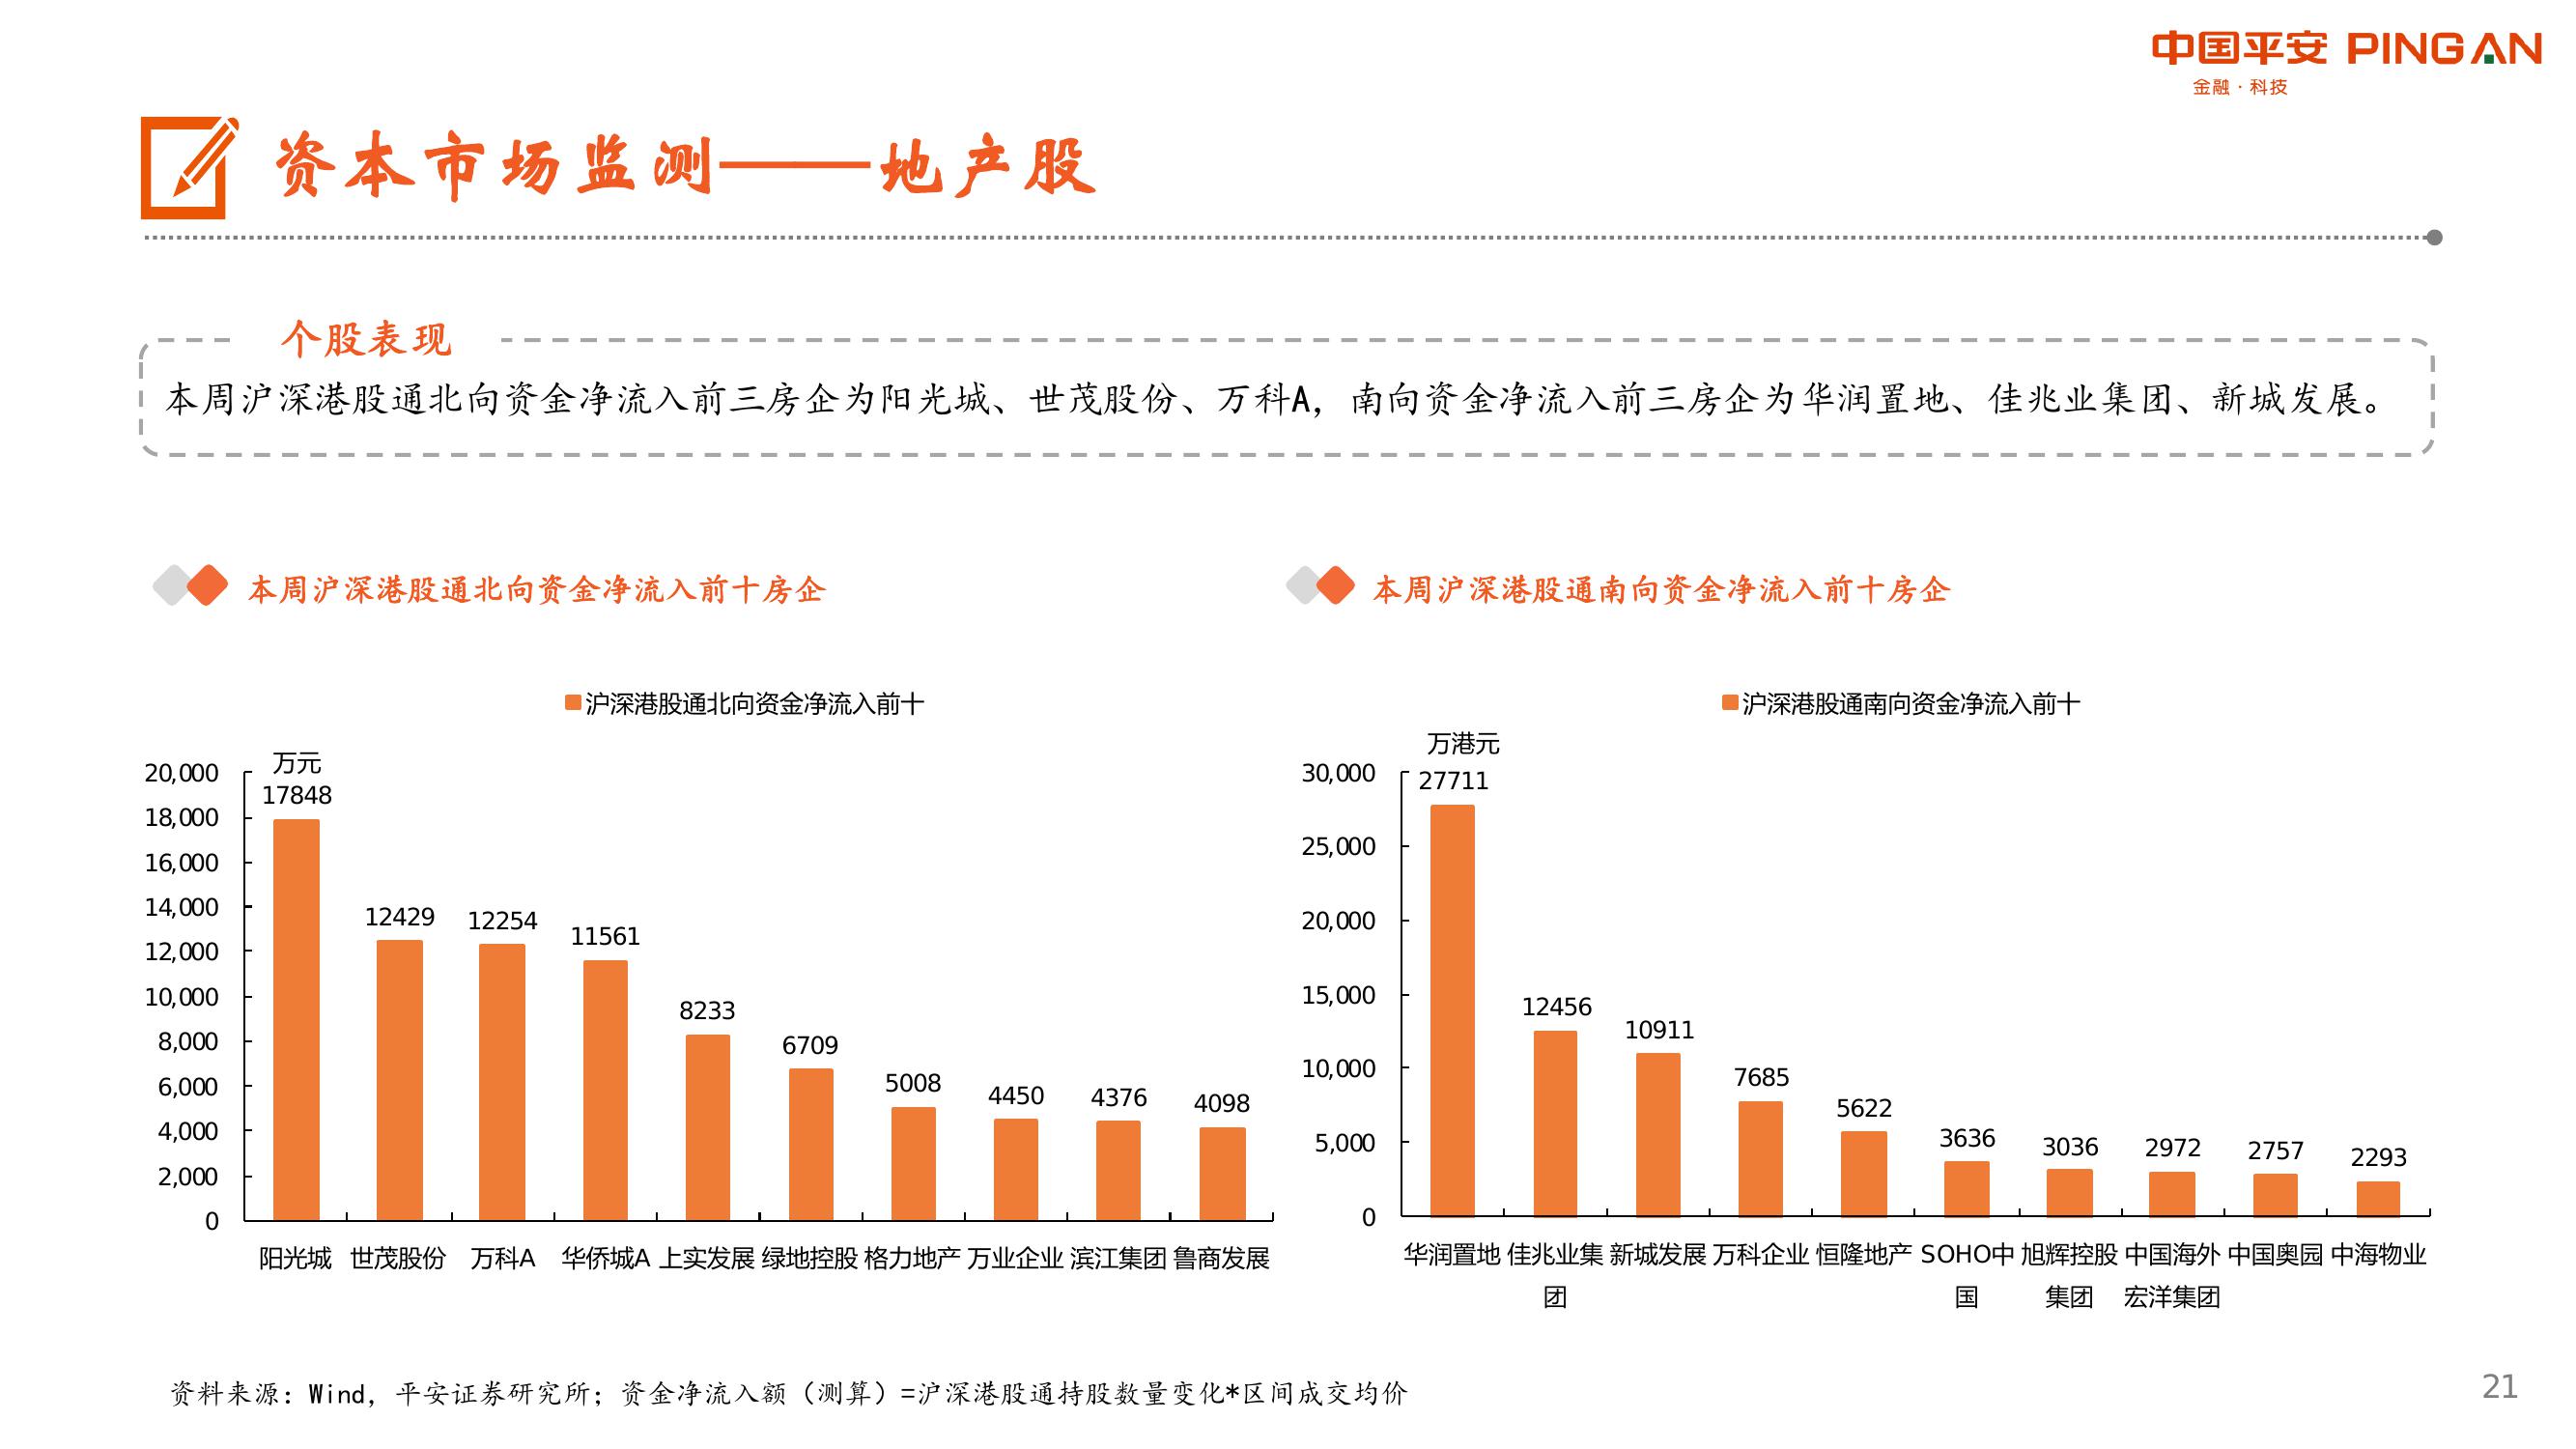 中国平安 PINGAN
金融·科技
资本市场监测——地产股
个股表现
本周沪深港股通北向资金净流入前三房企为阳光城、世茂股份、万科A，南向资金净流入前三房企为华润置地、佳兆业集团、新城发展。
本周沪深港股通北向资金净流入前十房企
沪深港股通北向资金净流入前十
万元
20,000
18,000
16,000
14,000
12,000
10,000
8,000
6,000
4,000
2,000
0
17848
12429
12254
11561
8233
6709
5008
4450
4376
4098
阳光城 世茂股份 万科A 华侨城A 上实发展 绿地控股 格力地产 万业企业 滨江集团 鲁商发展
本周沪深港股通南向资金净流入前十房企
沪深港股通南向资金净流入前十
万港元
30,000
25,000
20,000
15,000
10,000
5,000
0
27711
12456
10911
7685
5622
3636
3036
2972
2757
2293
华润置地 佳兆业集 新城发展 万科企业 恒隆地产 SOHO中 旭辉控股 中国海外 中国奥园 中海物业
团 国 集团 宏洋集团
资料来源：Wind，平安证券研究所；资金净流入额（测算）=沪深港股通持股数量变化*区间成交均价
21